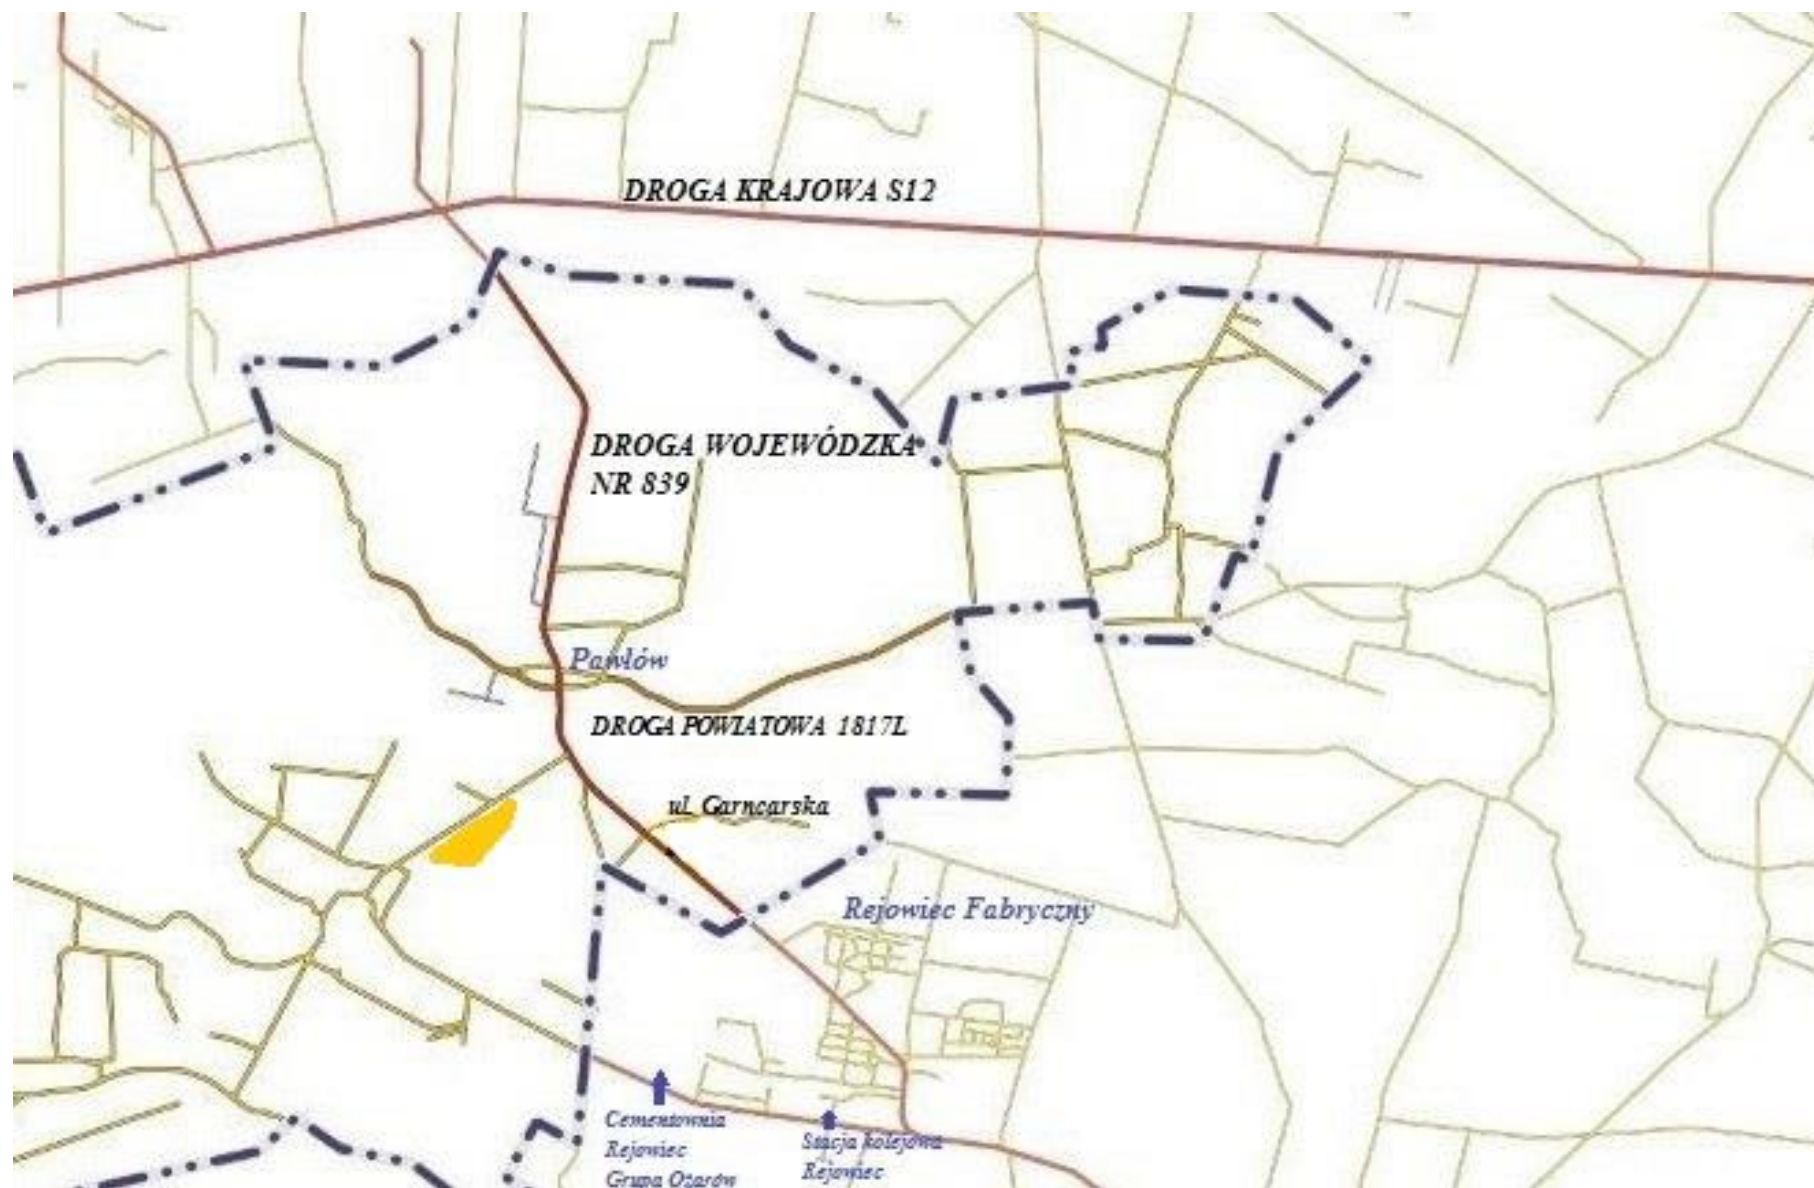 DROGA KRAJOWA S12
DROGA WOJEWÓDZKA
NR 839
Pawłów
DROGA POWIATOWA 1817L
ul. Garncarska
Rejowiec Fabryczny
Cementownia
Rejowiec
Grupa Ożarów
Stacja kolejowa
Rejowiec